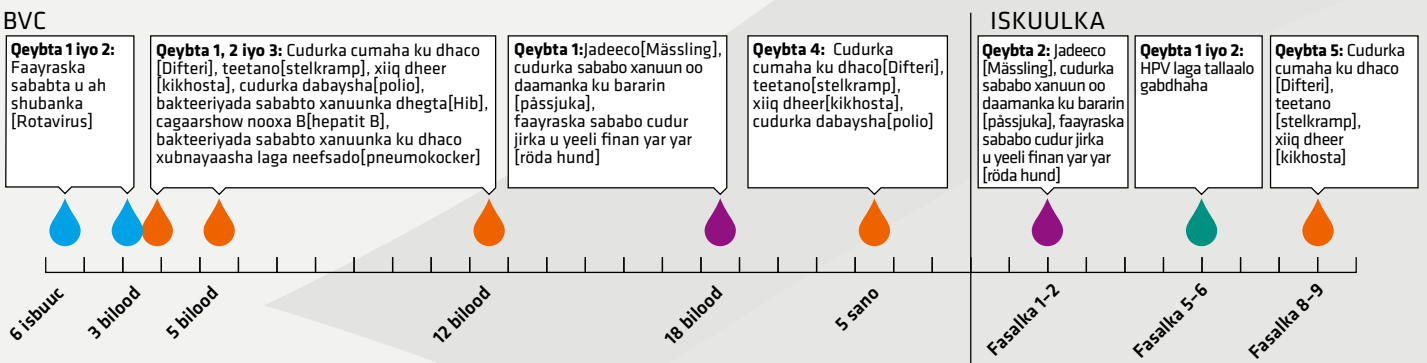 BVC
Qeybta 1 iyo 2:
Faayraska
sababta u ah
shubanka
[Rotavirus]
Qeybta 1, 2 iyo 3: Cudurka cumaha ku dhaco
[Difteri], teetano[stelkramp], xiiq dheer
[kikhosta], cudurka dabaysha[polio],
bakteeriyada sababto xanuunka dhegta[Hib],
cagaarshow nooxa B[hepatit B],
bakteeriyada sababto xanuunka ku dhaco
xubnayaasha laga neefsado[pneumokocker]
Qeybta 1:Jadeeco[Mässling],
cudurka sababo xanuun oo
daamanka ku bararin
[påssjuka],
faayraska sababo cudur
jirka u yeeli finan yar yar
[röda hund]
Qeybta 4: Cudurka
cumaha ku dhaco[Difteri],
teetano[stelkramp],
xiiq dheer[kikhosta],
cudurka dabaysha[polio]
ISKUULKA
Qeybta 2: Jadeeco
[Mässling], cudurka
sababo xanuun oo
daamanka ku bararin
[påssjuka], faayraska
sababo cudur jirka
u yeeli finan yar yar
[röda hund]
Qeybta 1 iyo 2:
HPV laga tallaalo
gabdhaha
Qeybta 5: Cudurka
cumaha ku dhaco
[Difteri],
teetano
[stelkramp],
xiiq dheer
[kikhosta]
6 isbuuc
3 bilood
5 bilood
12 bilood
18 bilood
5 sano
Fasalka 1–2
Fasalka 5–6
Fasalka 8–9